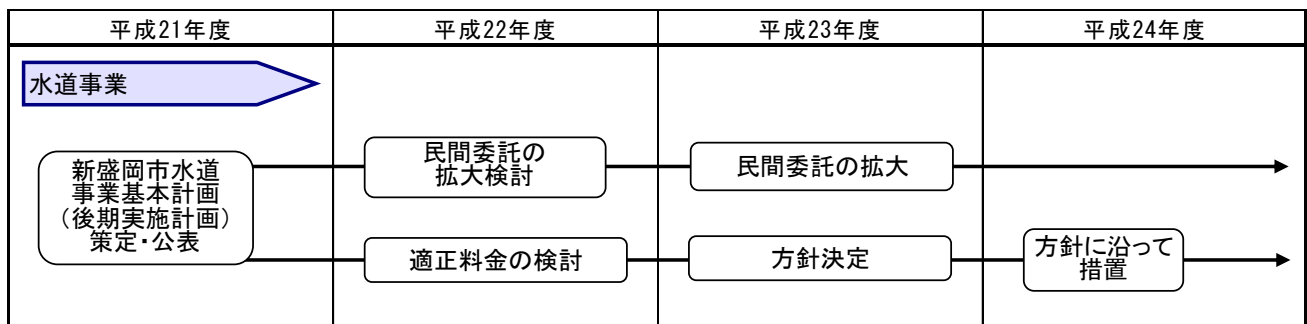 平成21年度
平成22年度
平成23年度
平成24年度
水道事業
新盛岡市水道
事業基本計画
(後期実施計画)
策定・公表
民間委託の
拡大検討
民間委託の拡大
適正料金の検討
方針決定
方針に沿って
措置